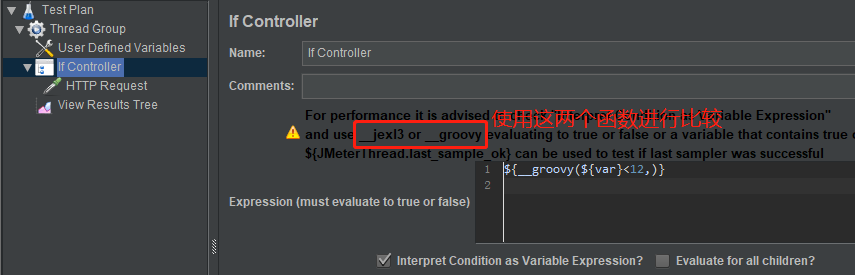 Test Plan
Thread Group
User Defined Variables
If Controller
HTTP Request
View Results Tree
If Controller
Name: If Controller
Comments:
For performance it is advised
使用这两个函数进行比较
Variable Expression"
and use __jexl3 or __groovy evaluating to true or false or a variable that contains true o
${JMeterThread.last_sample_ok} can be used to test if last sampler was successful
Expression (must evaluate to true or false)
1 ${__groovy(${var}<12,)}
2
Interpret Condition as Variable Expression? Evaluate for all children?